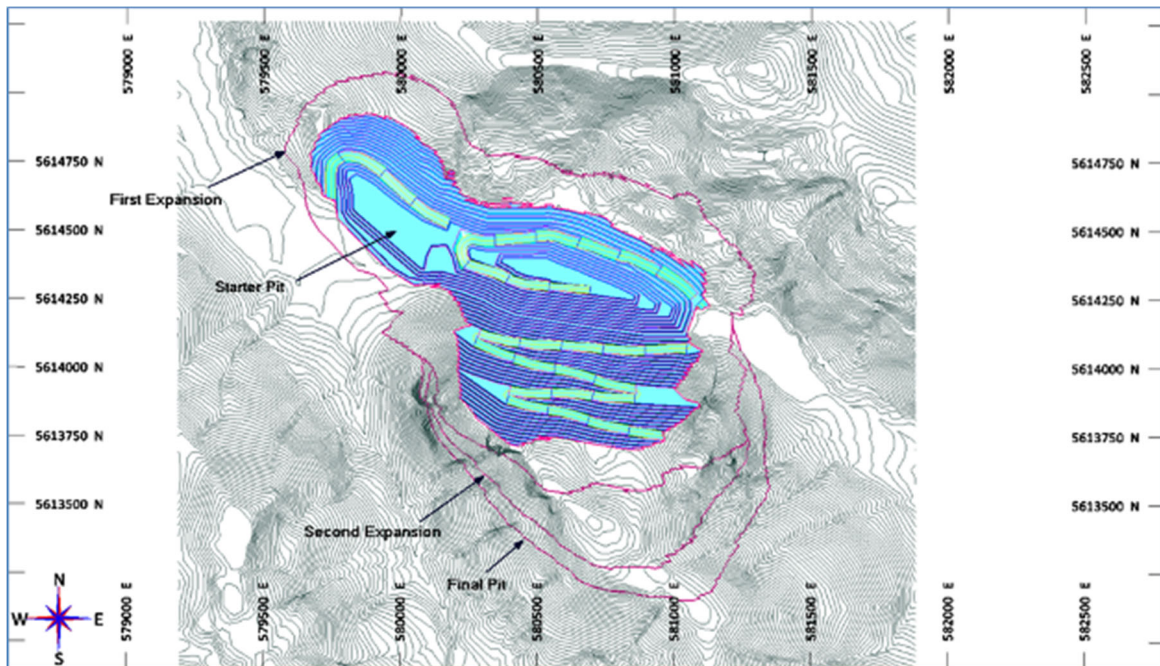 579000 E
579500 E
580000 E
580500 E
581000 E
581500 E
582000 E
582500 E
5614750 N
5614750 N
First Expansion
5614500 N
5614500 N
Starter Pit
5614250 N
5614250 N
5614000 N
5614000 N
5613750 N
5613750 N
5613500 N
5613500 N
Second Expansion
Final Pit
N
W
E
S
579000 E
579500 E
580000 E
580500 E
581000 E
581500 E
582000 E
582500 E